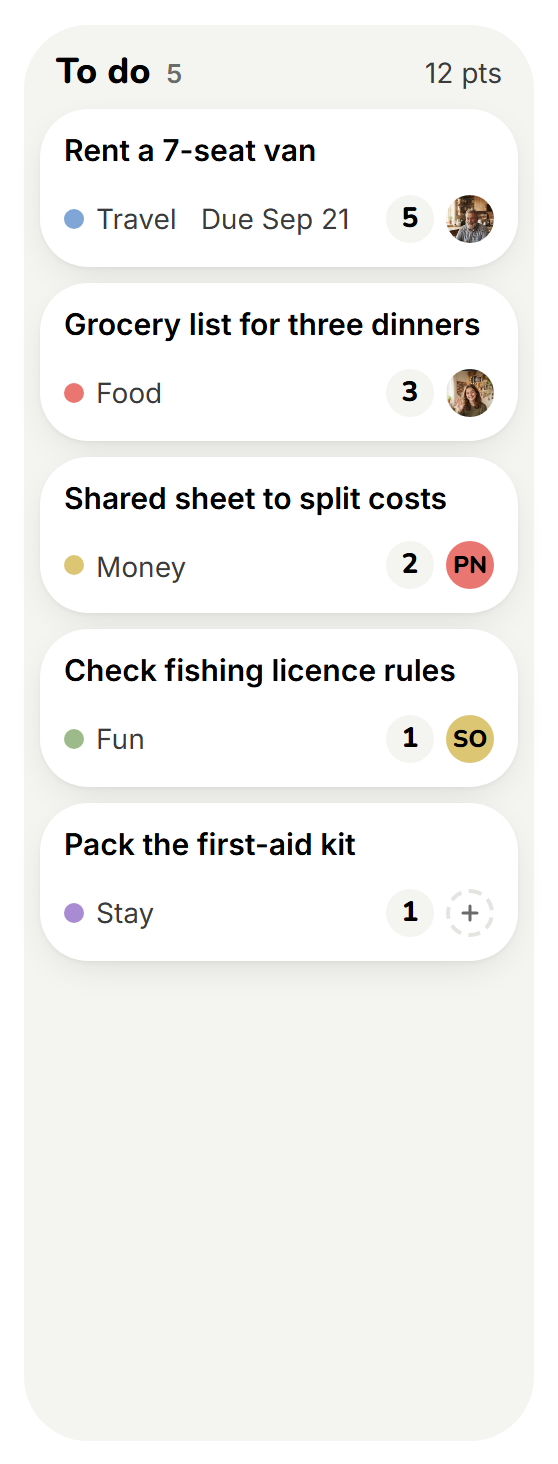 To do 5 12 pts
Rent a 7-seat van
Travel Due Sep 21 5
Grocery list for three dinners
Food 3
Shared sheet to split costs
Money 2 PN
Check fishing licence rules
Fun 1 SO
Pack the first-aid kit
Stay 1 +